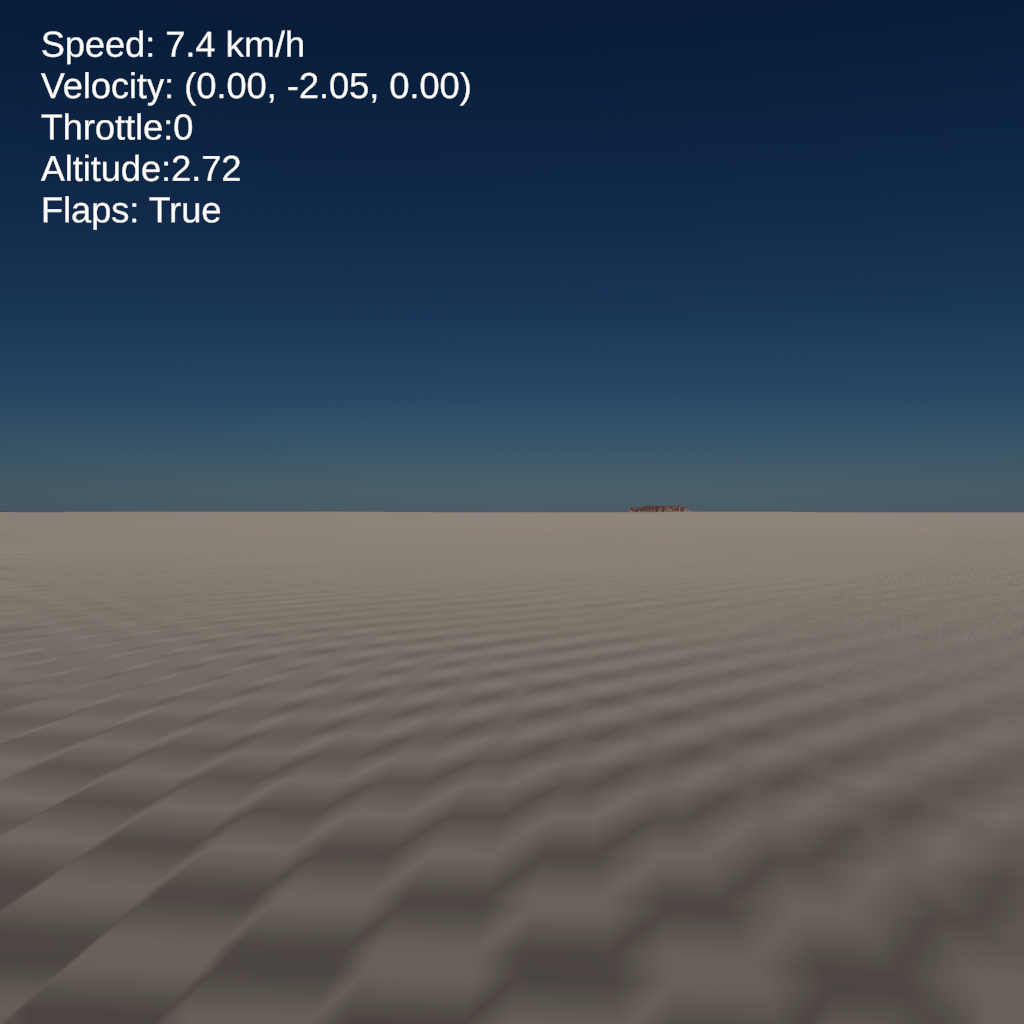 Speed: 7.4 km/h
Velocity: (0.00, -2.05, 0.00)
Throttle:0
Altitude:2.72
Flaps: True